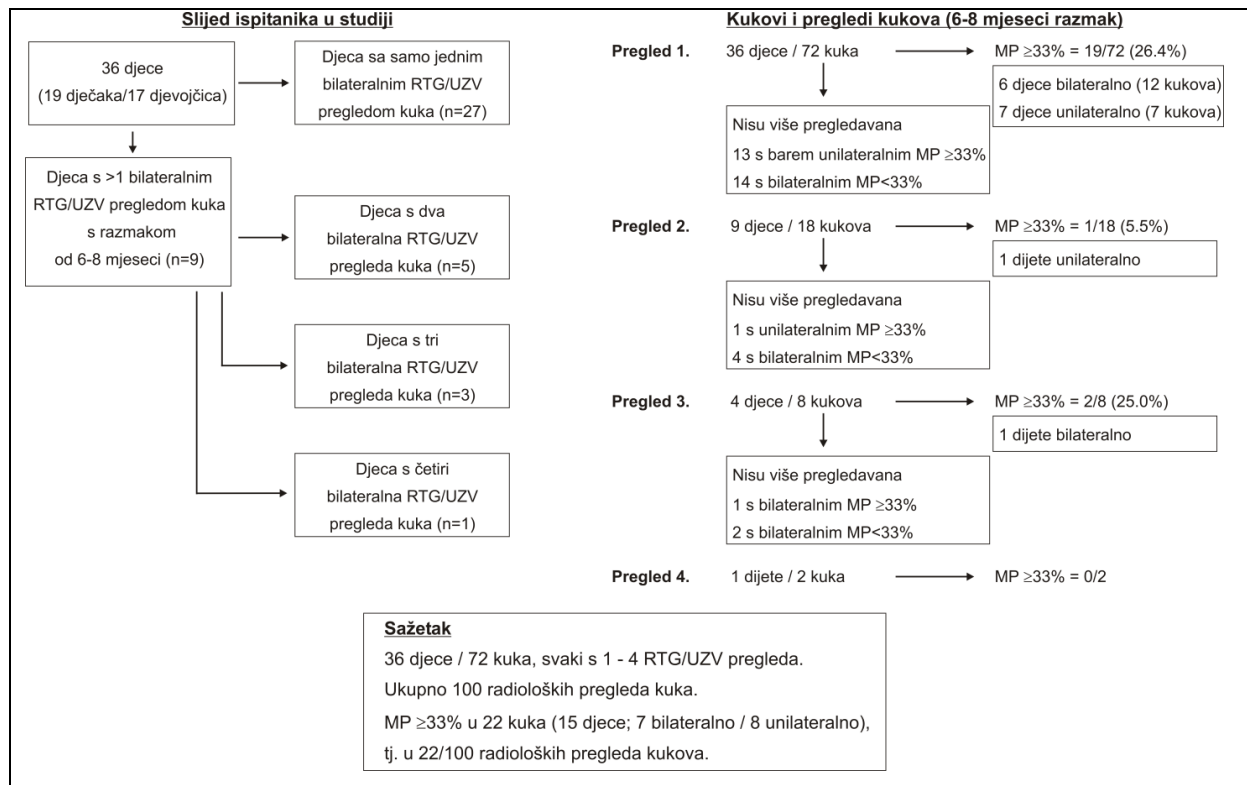 Slijed ispitanika u studiji
36 djece
(19 dječaka/17 djevojčica)
Djeca sa samo jednim
bilateralnim RTG/UZV
pregledom kuka (n=27)
Djeca s >1 bilateralnim
RTG/UZV pregledom kuka
s razmakom
od 6-8 mjeseci (n=9)
Djeca s dva
bilateralna RTG/UZV
pregleda kuka (n=5)
Djeca s tri
bilateralna RTG/UZV
pregleda kuka (n=3)
Djeca s četiri
bilateralna RTG/UZV
pregleda kuka (n=1)
Kukovi i pregledi kukova (6-8 mjeseci razmak)
Pregled 1. 36 djece / 72 kuka MP ≥33% = 19/72 (26.4%)
6 djece bilateralno (12 kukova)
7 djece unilateralno (7 kukova)
Nisu više pregledavana
13 s barem unilateralnim MP ≥33%
14 s bilateralnim MP<33%
Pregled 2. 9 djece / 18 kukova MP ≥33% = 1/18 (5.5%)
1 dijete unilateralno
Nisu više pregledavana
1 s unilateralnim MP ≥33%
4 s bilateralnim MP<33%
Pregled 3. 4 djece / 8 kukova MP ≥33% = 2/8 (25.0%)
1 dijete bilateralno
Nisu više pregledavana
1 s bilateralnim MP ≥33%
2 s bilateralnim MP<33%
Pregled 4. 1 dijete / 2 kuka MP ≥33% = 0/2
Sažetak
36 djece / 72 kuka, svaki s 1 - 4 RTG/UZV pregleda.
Ukupno 100 radioloških pregleda kuka.
MP ≥33% u 22 kuka (15 djece; 7 bilateralno / 8 unilateralno),
tj. u 22/100 radioloških pregleda kukova.